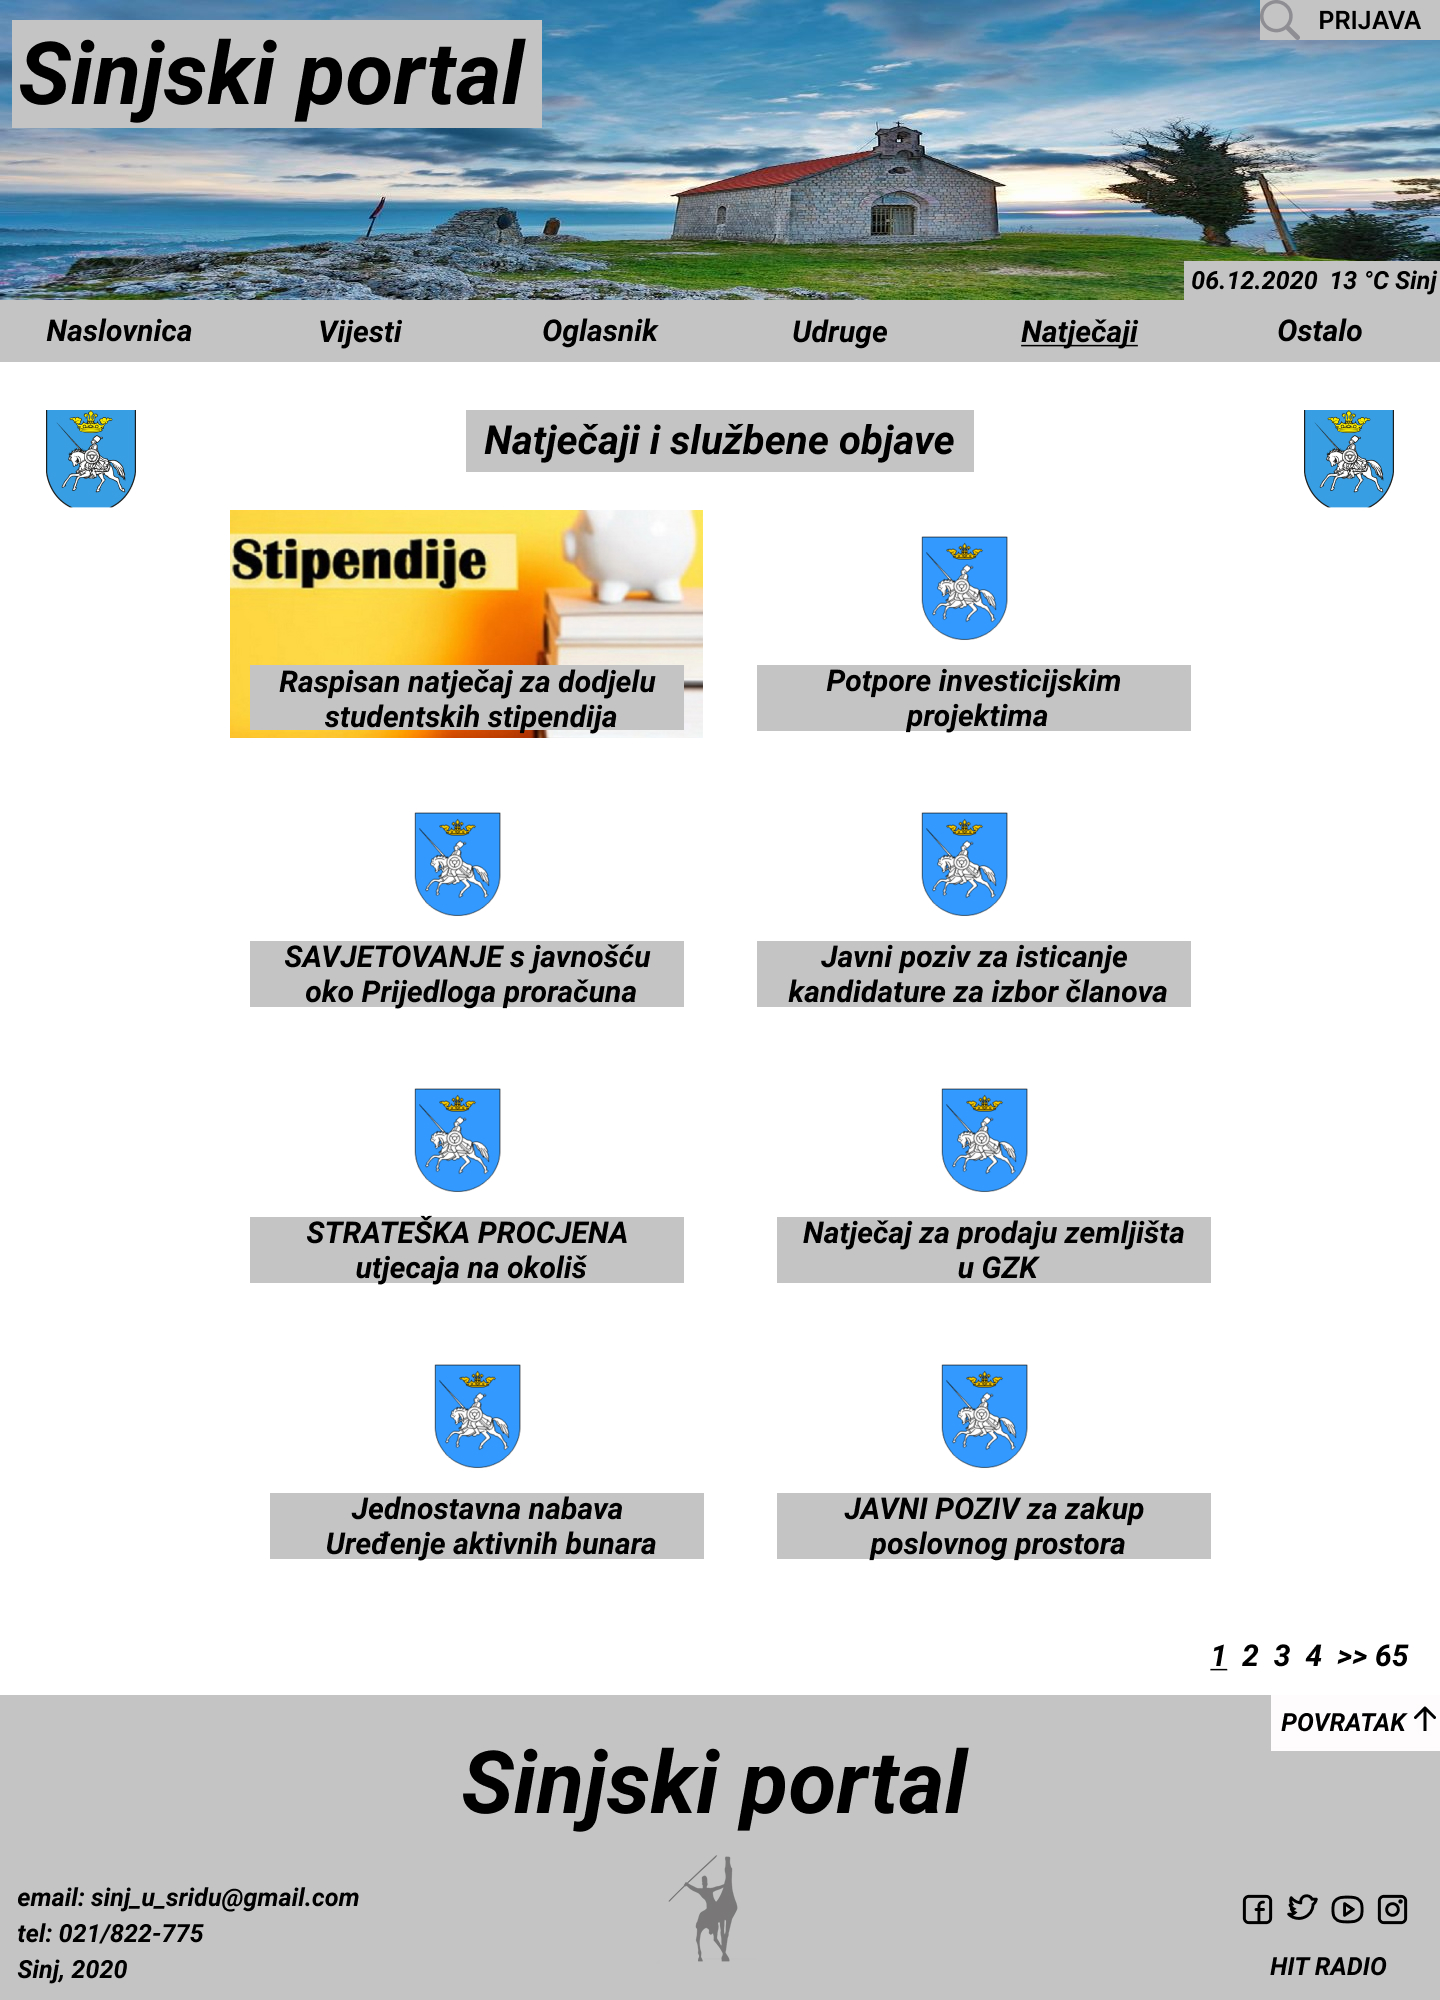 PRIJAVA
Sinjski portal
06.12.2020 13 °C Sinj
Naslovnica Vijesti Oglasnik Udruge Natječaji Ostalo
Natječaji i službene objave
Stipendije
Raspisan natječaj za dodjelu
studentskih stipendija
Potpore investicijskim
projektima
SAVJETOVANJE s javnošću
oko Prijedloga proračuna
Javni poziv za isticanje
kandidature za izbor članova
STRATEŠKA PROCJENA
utjecaja na okoliš
Natječaj za prodaju zemljišta
u GZK
Jednostavna nabava
Uređenje aktivnih bunara
JAVNI POZIV za zakup
poslovnog prostora
1 2 3 4 >> 65
POVRATAK
Sinjski portal
email: sinj_u_sridu@gmail.com
tel: 021/822-775
Sinj, 2020
HIT RADIO